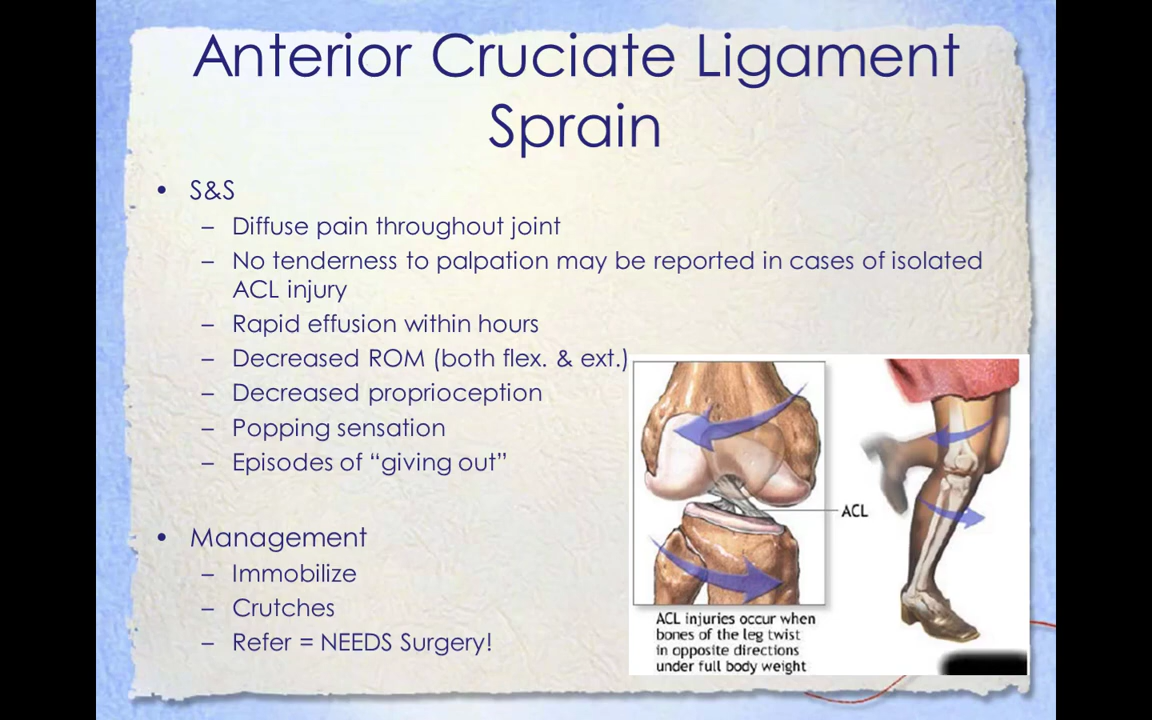 Anterior Cruciate Ligament
Sprain
• S&S
– Diffuse pain throughout joint
– No tenderness to palpation may be reported in cases of isolated
ACL injury
– Rapid effusion within hours
– Decreased ROM (both flex. & ext.)
– Decreased proprioception
– Popping sensation
– Episodes of “giving out”
• Management
– Immobilize
– Crutches
– Refer = NEEDS Surgery!
ACL
ACL injuries occur when
bones of the leg twist
in opposite directions
under full body weight